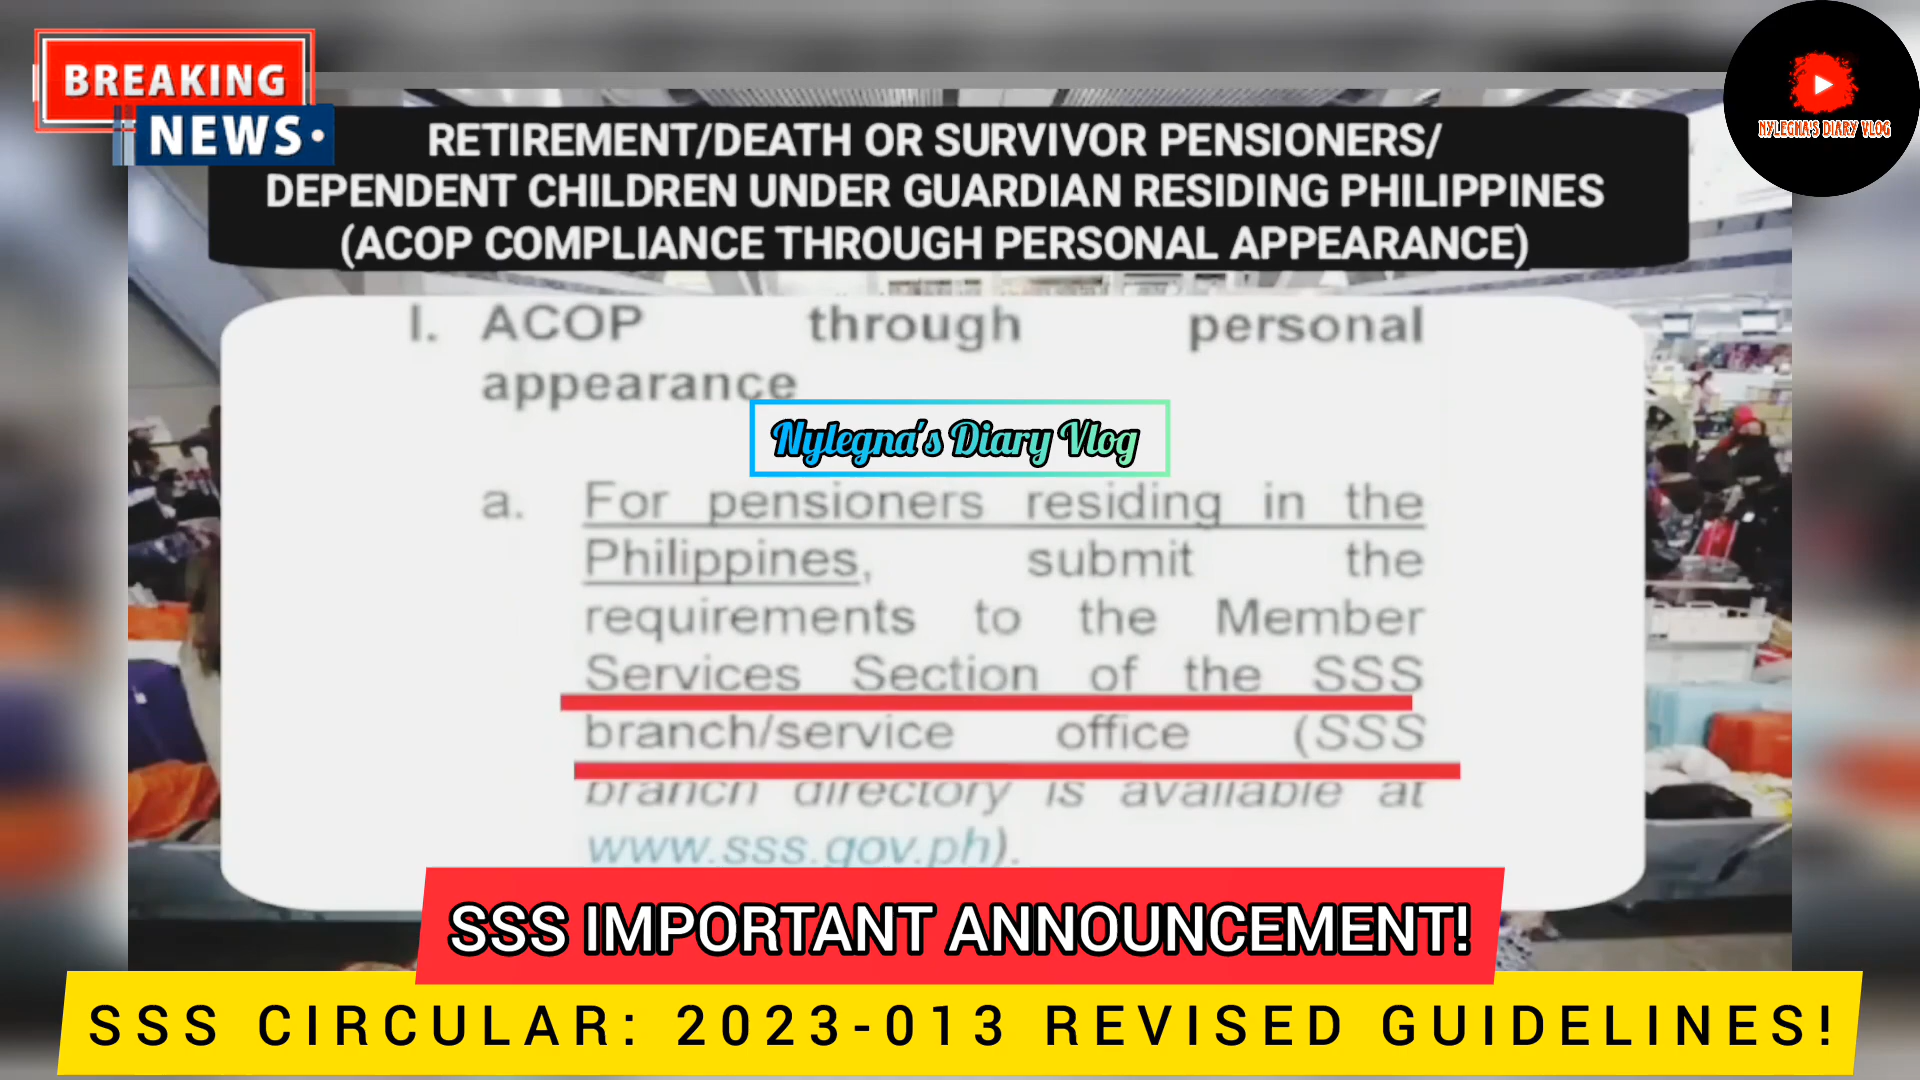 BREAKING
NEWS
NYLEGNA'S DIARY VLOG
RETIREMENT/DEATH OR SURVIVOR PENSIONERS/
DEPENDENT CHILDREN UNDER GUARDIAN RESIDING PHILIPPINES
(ACOP COMPLIANCE THROUGH PERSONAL APPEARANCE)
I. ACOP through personal
appearance
Nylegna's Diary Vlog
a. For pensioners residing in the
Philippines, submit the
requirements to the Member
Services Section of the SSS
branch/service office (SSS
branch directory is available at
www.sss.gov.ph).
SSS IMPORTANT ANNOUNCEMENT!
SSS CIRCULAR: 2023-013 REVISED GUIDELINES!